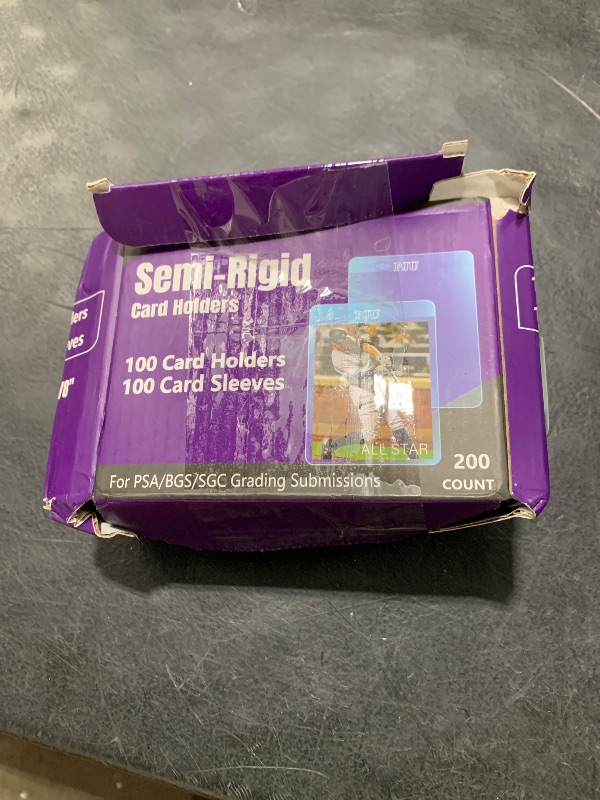 Semi-Rigid
Card Holders
100 Card Holders
100 Card Sleeves
ALL STAR
For PSA/BGS/SGC Grading Submissions
200
COUNT